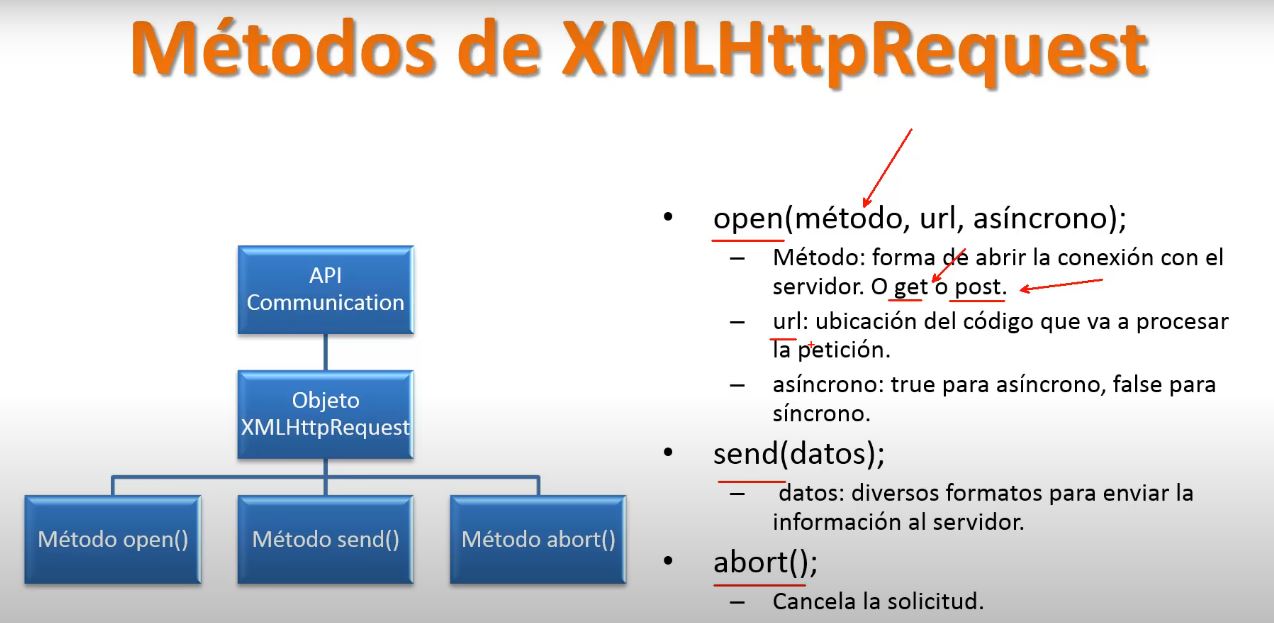 Métodos de XMLHttpRequest
API
Communication
Objeto
XMLHttpRequest
Método open()
Método send()
Método abort()
• open(método, url, asíncrono);
– Método: forma de abrir la conexión con el
servidor. O get o post.
– url: ubicación del código que va a procesar
la petición.
– asíncrono: true para asíncrono, false para
síncrono.
• send(datos);
– datos: diversos formatos para enviar la
información al servidor.
• abort();
– Cancela la solicitud.